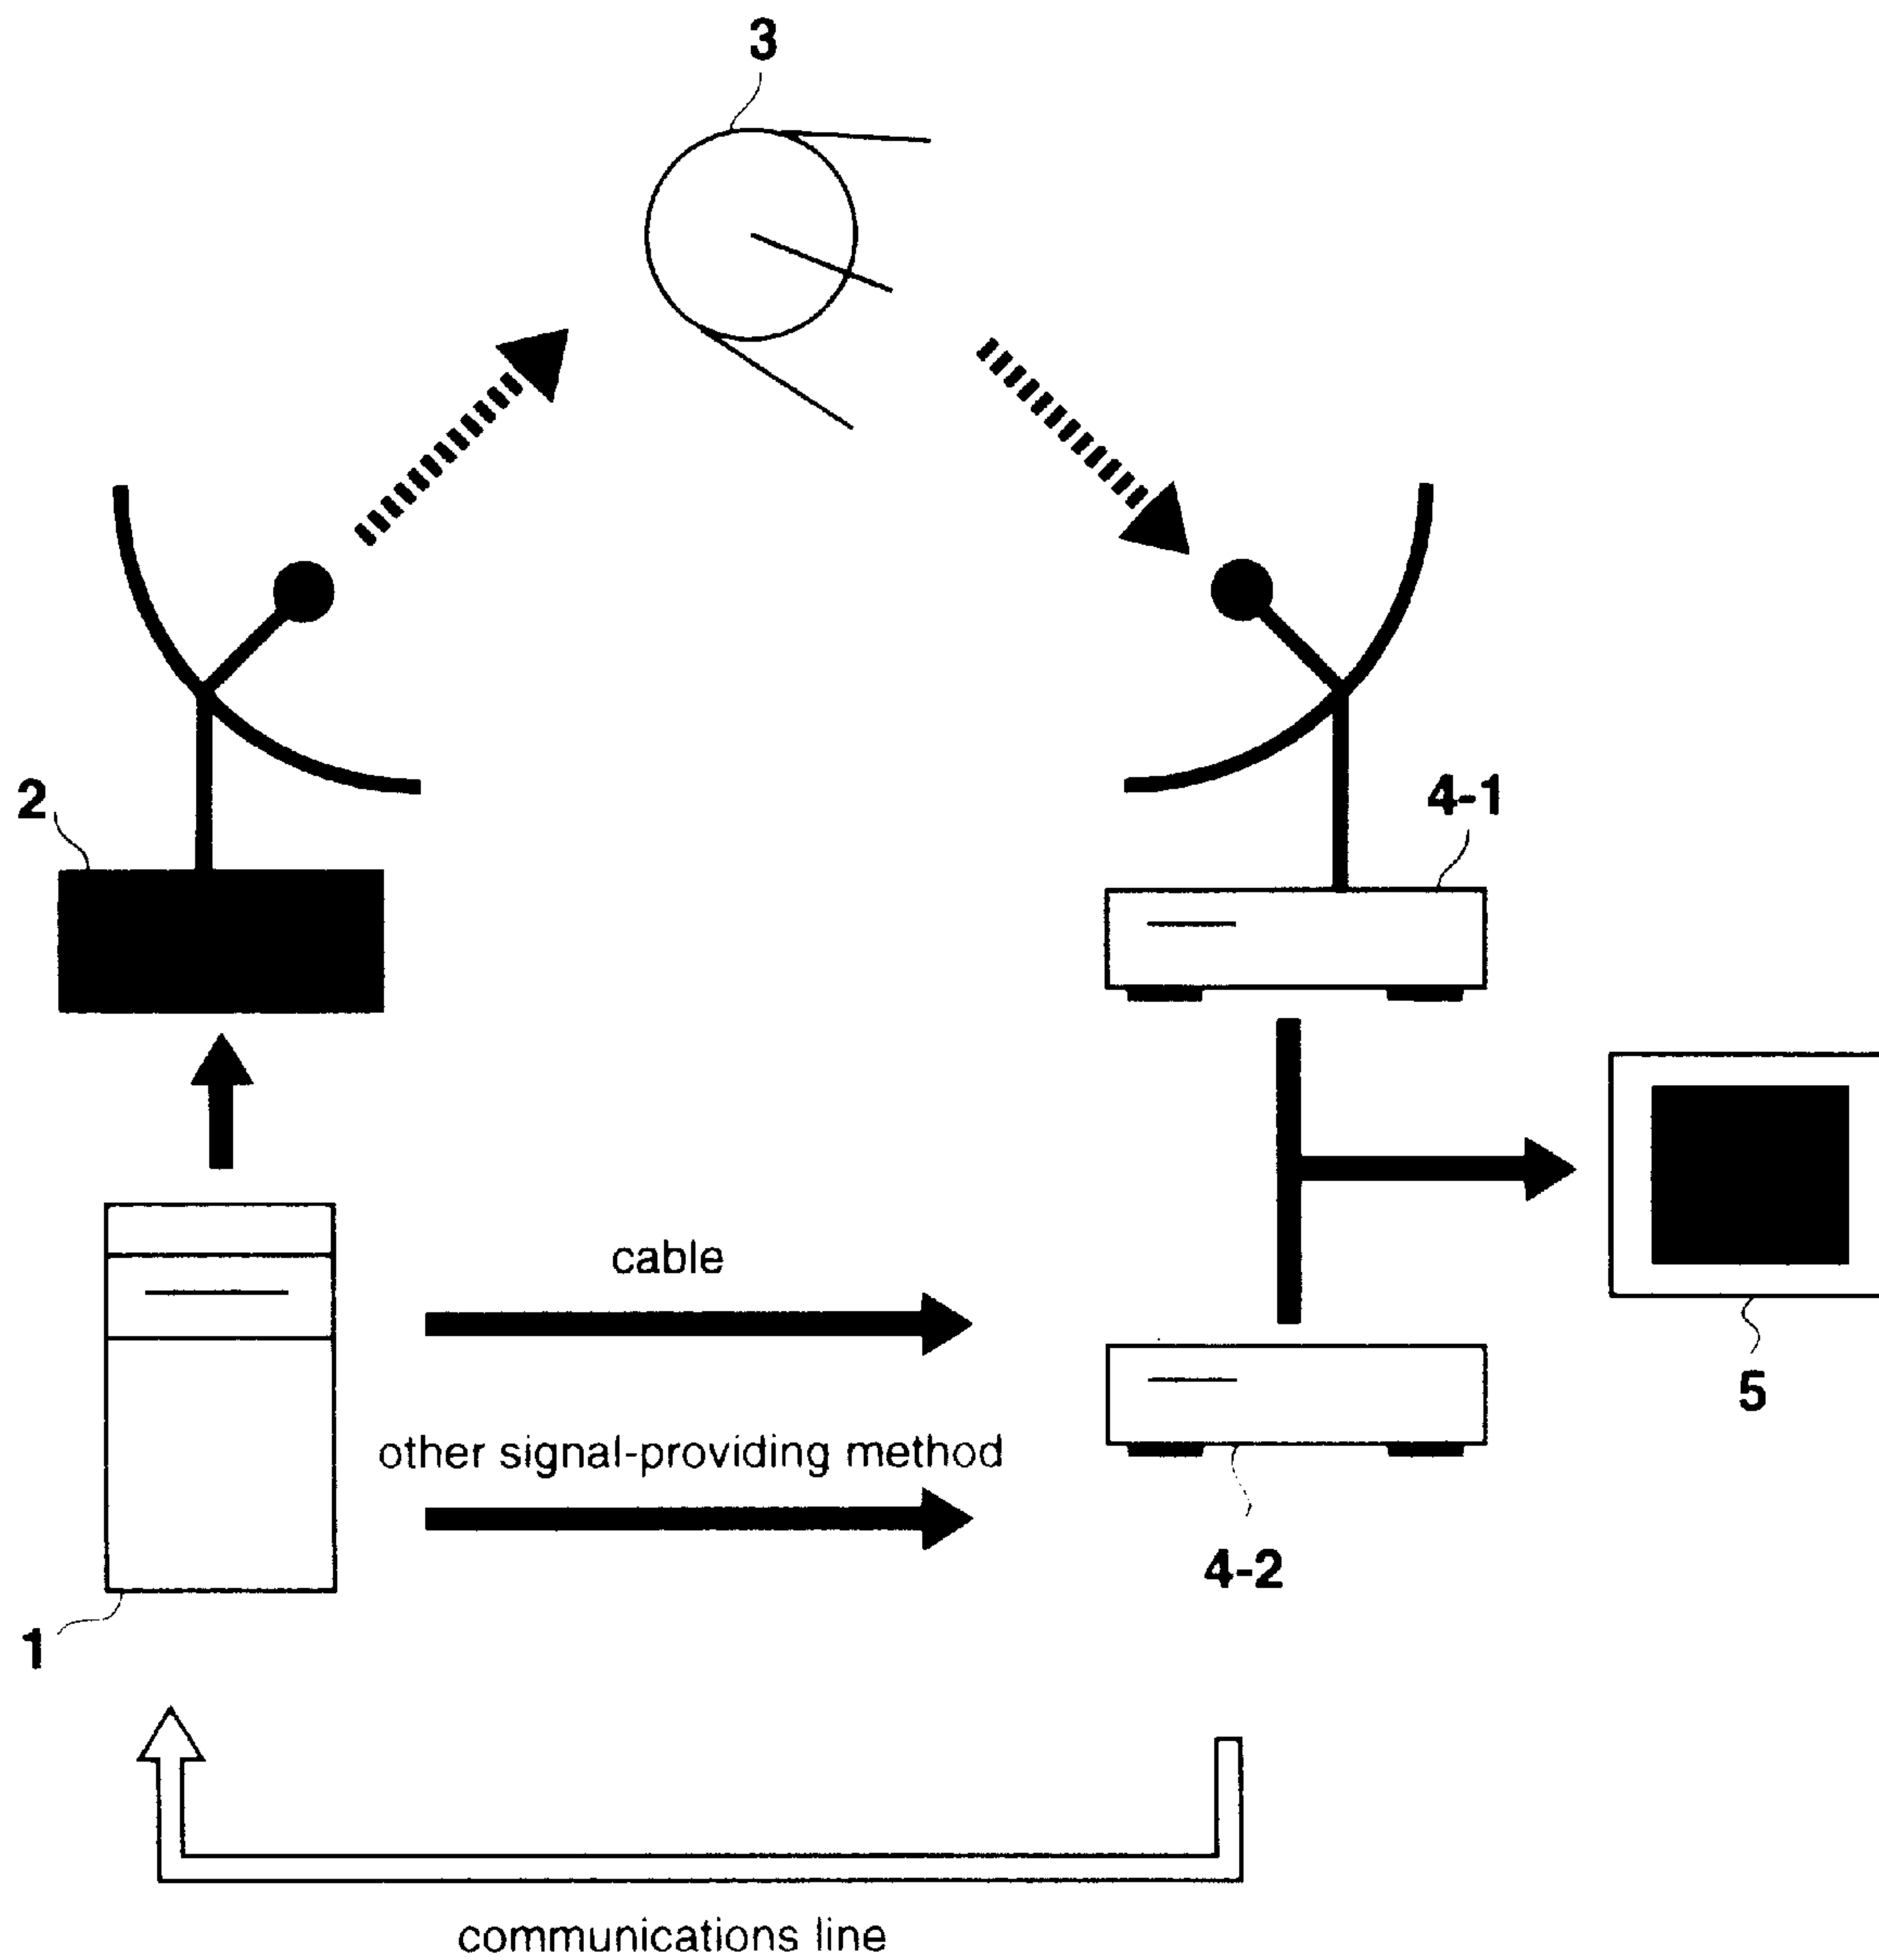 3
2
4-1
cable
5
other signal-providing method
4-2
1
communications line